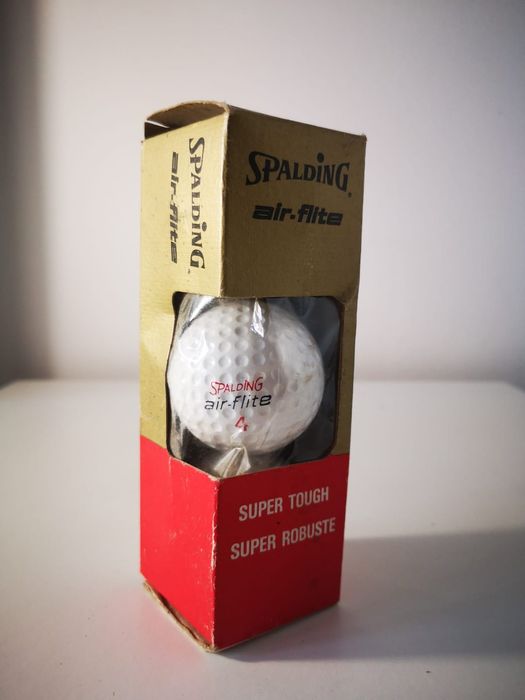 SPALDING
air-flite
SPALDING
air-flite
SPALDING
air-flite
4
SUPER TOUGH
SUPER ROBUSTE